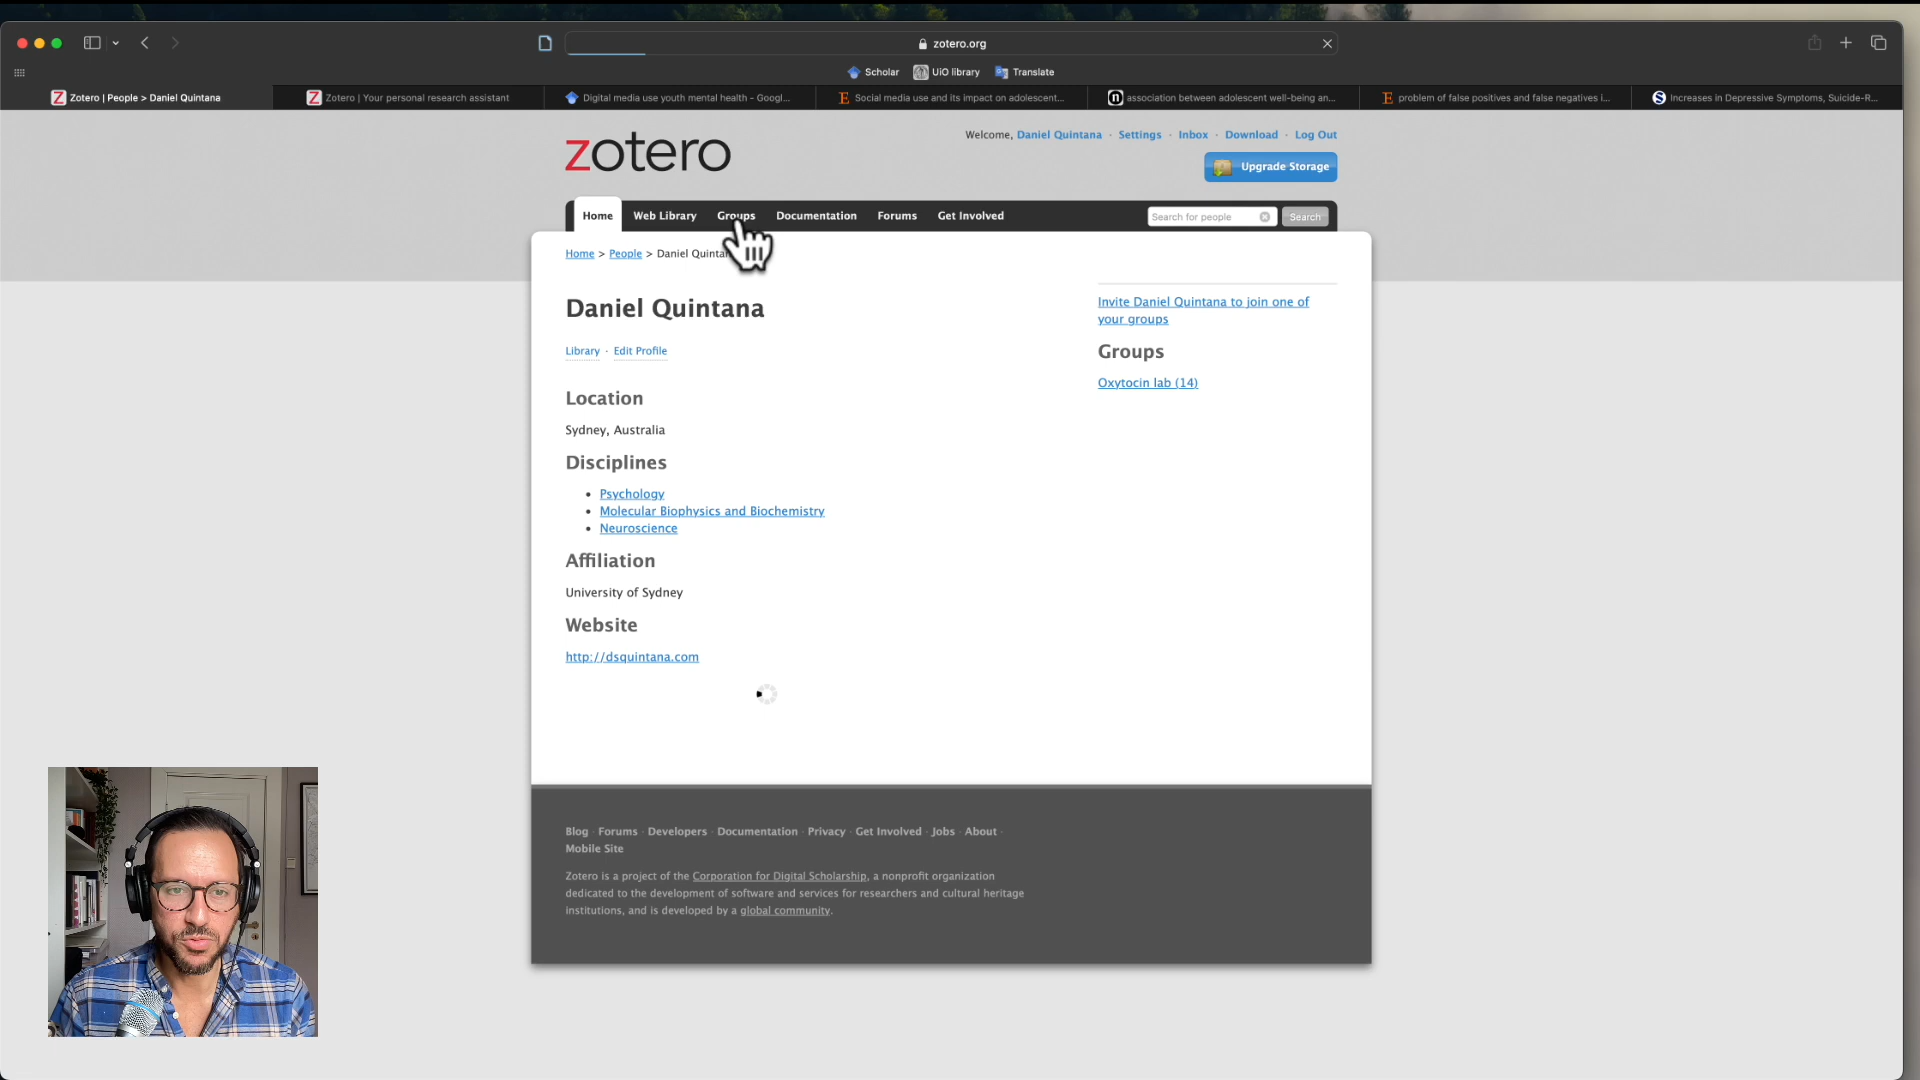 zotero.org
Scholar UiO library Translate
Zotero | People > Daniel Quintana
Zotero | Your personal research assistant
Digital media use youth mental health - Googl...
Social media use and its impact on adolescent...
association between adolescent well-being an...
problem of false positives and false negatives i...
Increases in Depressive Symptoms, Suicide-R...
zotero
Welcome, Daniel Quintana · Settings · Inbox · Download · Log Out
Upgrade Storage
Home Web Library Groups Documentation Forums Get Involved
Search for people Search
Home > People > Daniel Quinta
Daniel Quintana
Library · Edit Profile
Location
Sydney, Australia
Disciplines
• Psychology
• Molecular Biophysics and Biochemistry
• Neuroscience
Affiliation
University of Sydney
Website
http://dsquintana.com
Invite Daniel Quintana to join one of
your groups
Groups
Oxytocin lab (14)
Blog · Forums · Developers · Documentation · Privacy · Get Involved · Jobs · About ·
Mobile Site
Zotero is a project of the Corporation for Digital Scholarship, a nonprofit organization
dedicated to the development of software and services for researchers and cultural heritage
institutions, and is developed by a global community.